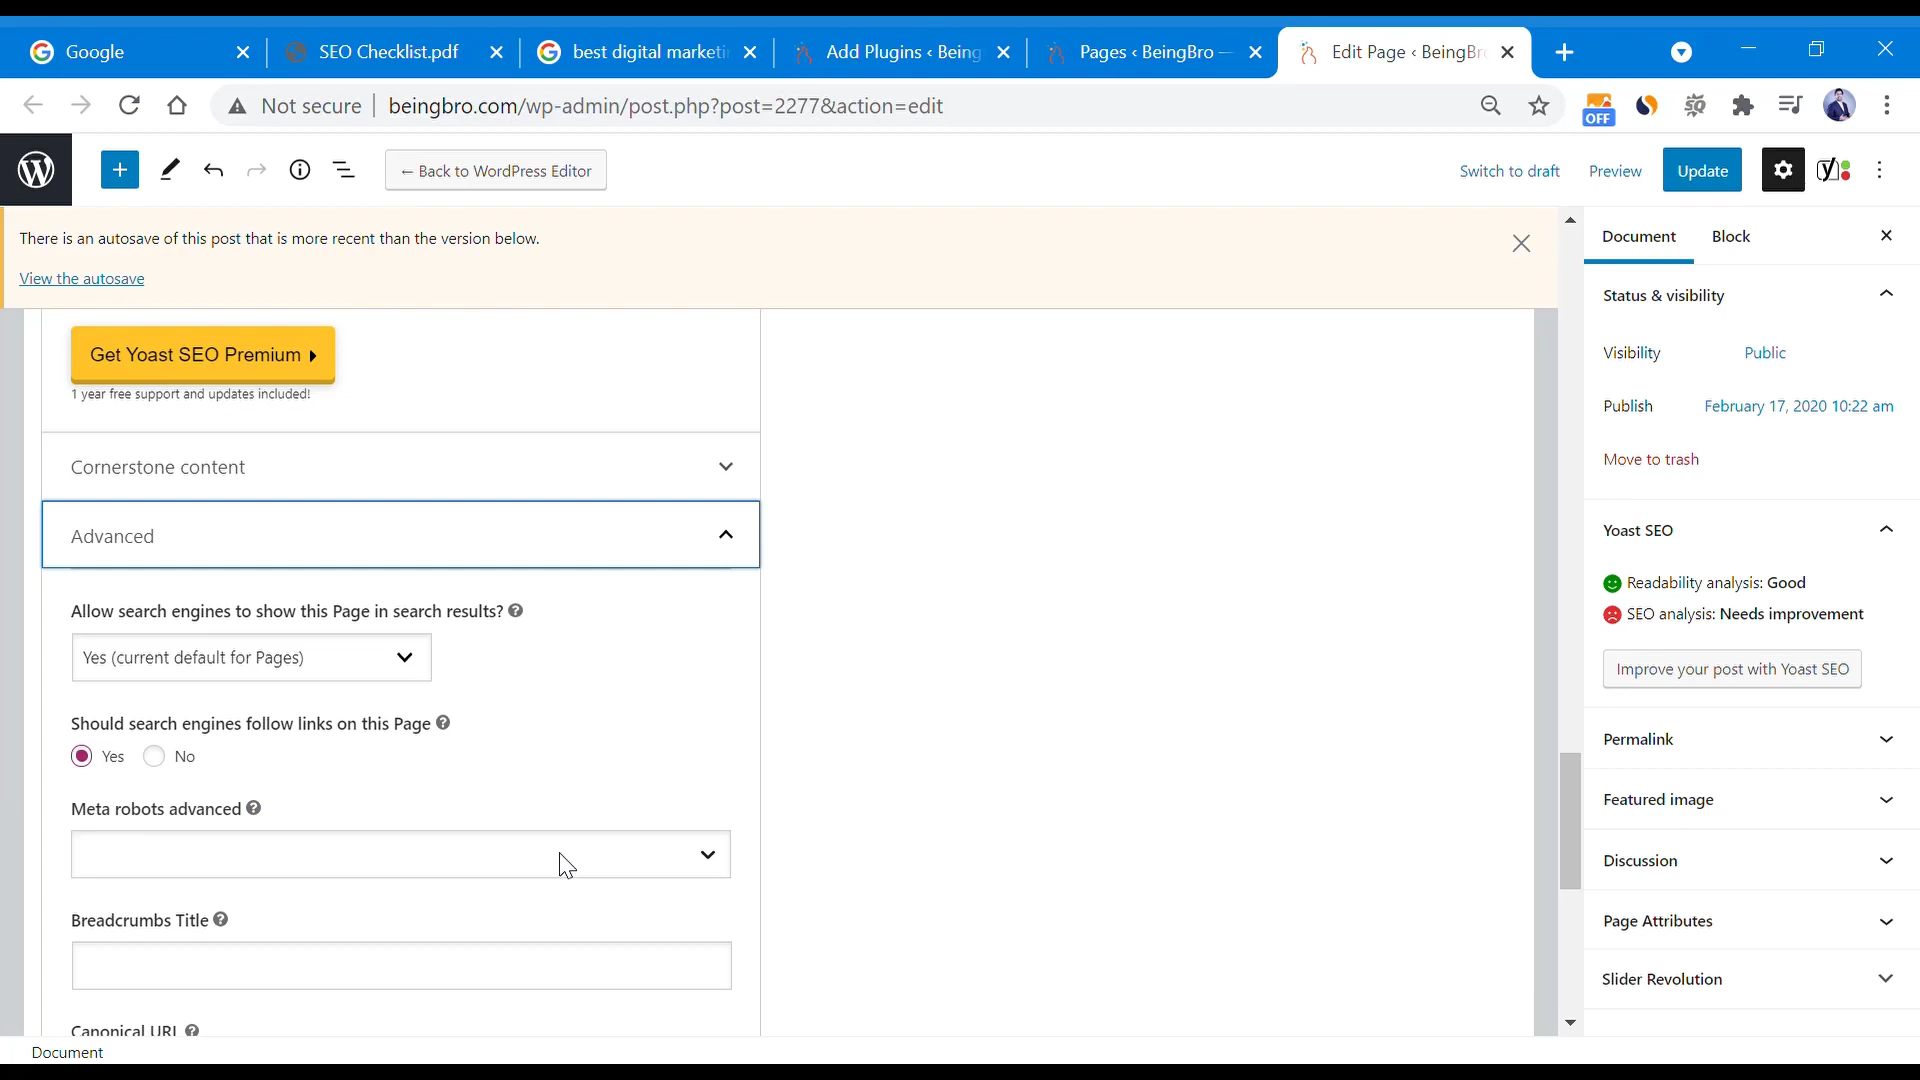 Google
SEO Checklist.pdf
best digital marketi
Add Plugins ‹ Being
Pages ‹ BeingBro —
Edit Page ‹ BeingBr
Not secure
beingbro.com/wp-admin/post.php?post=2277&action=edit
OFF
← Back to WordPress Editor
Switch to draft
Preview
Update
There is an autosave of this post that is more recent than the version below.
View the autosave
Get Yoast SEO Premium
1 year free support and updates included!
Cornerstone content
Advanced
Allow search engines to show this Page in search results?
Yes (current default for Pages)
Should search engines follow links on this Page
Yes
No
Meta robots advanced
Breadcrumbs Title
Canonical URL
Document
Block
Status & visibility
Visibility
Public
Publish
February 17, 2020 10:22 am
Move to trash
Yoast SEO
Readability analysis: Good
SEO analysis: Needs improvement
Improve your post with Yoast SEO
Permalink
Featured image
Discussion
Page Attributes
Slider Revolution
Document